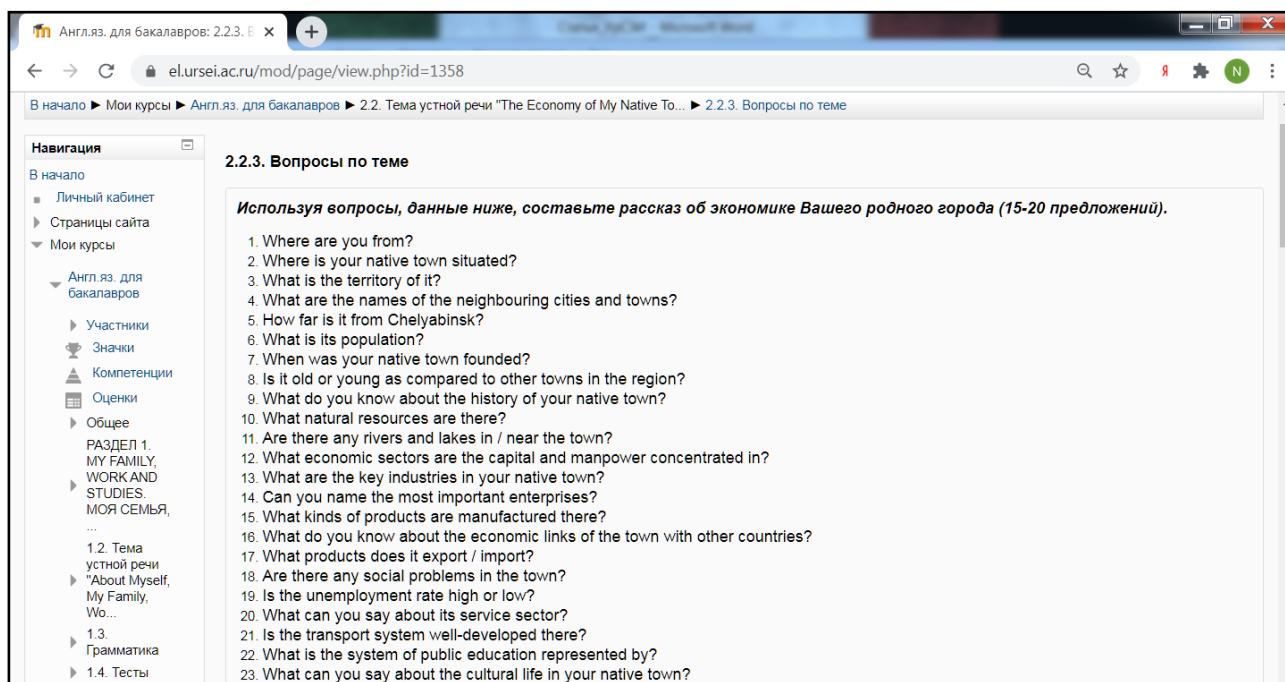 Англ.яз. для бакалавров: 2.2.3. В
Microsoft Word
el.ursei.ac.ru/mod/page/view.php?id=1358
Я
N
В начало ► Мои курсы ► Англ.яз. для бакалавров ► 2.2. Тема устной речи "The Economy of My Native To... ► 2.2.3. Вопросы по теме
Навигация
В начало
Личный кабинет
Страницы сайта
Мои курсы
Англ.яз. для
бакалавров
Участники
Значки
Компетенции
Оценки
Общее
РАЗДЕЛ 1.
MY FAMILY,
WORK AND
STUDIES.
МОЯ СЕМЬЯ,
...
1.2. Тема
устной речи
"About Myself,
My Family,
Wo...
1.3.
Грамматика
1.4. Тесты
2.2.3. Вопросы по теме
Используя вопросы, данные ниже, составьте рассказ об экономике Вашего родного города (15-20 предложений).
1. Where are you from?
2. Where is your native town situated?
3. What is the territory of it?
4. What are the names of the neighbouring cities and towns?
5. How far is it from Chelyabinsk?
6. What is its population?
7. When was your native town founded?
8. Is it old or young as compared to other towns in the region?
9. What do you know about the history of your native town?
10. What natural resources are there?
11. Are there any rivers and lakes in / near the town?
12. What economic sectors are the capital and manpower concentrated in?
13. What are the key industries in your native town?
14. Can you name the most important enterprises?
15. What kinds of products are manufactured there?
16. What do you know about the economic links of the town with other countries?
17. What products does it export / import?
18. Are there any social problems in the town?
19. Is the unemployment rate high or low?
20. What can you say about its service sector?
21. Is the transport system well-developed there?
22. What is the system of public education represented by?
23. What can you say about the cultural life in your native town?